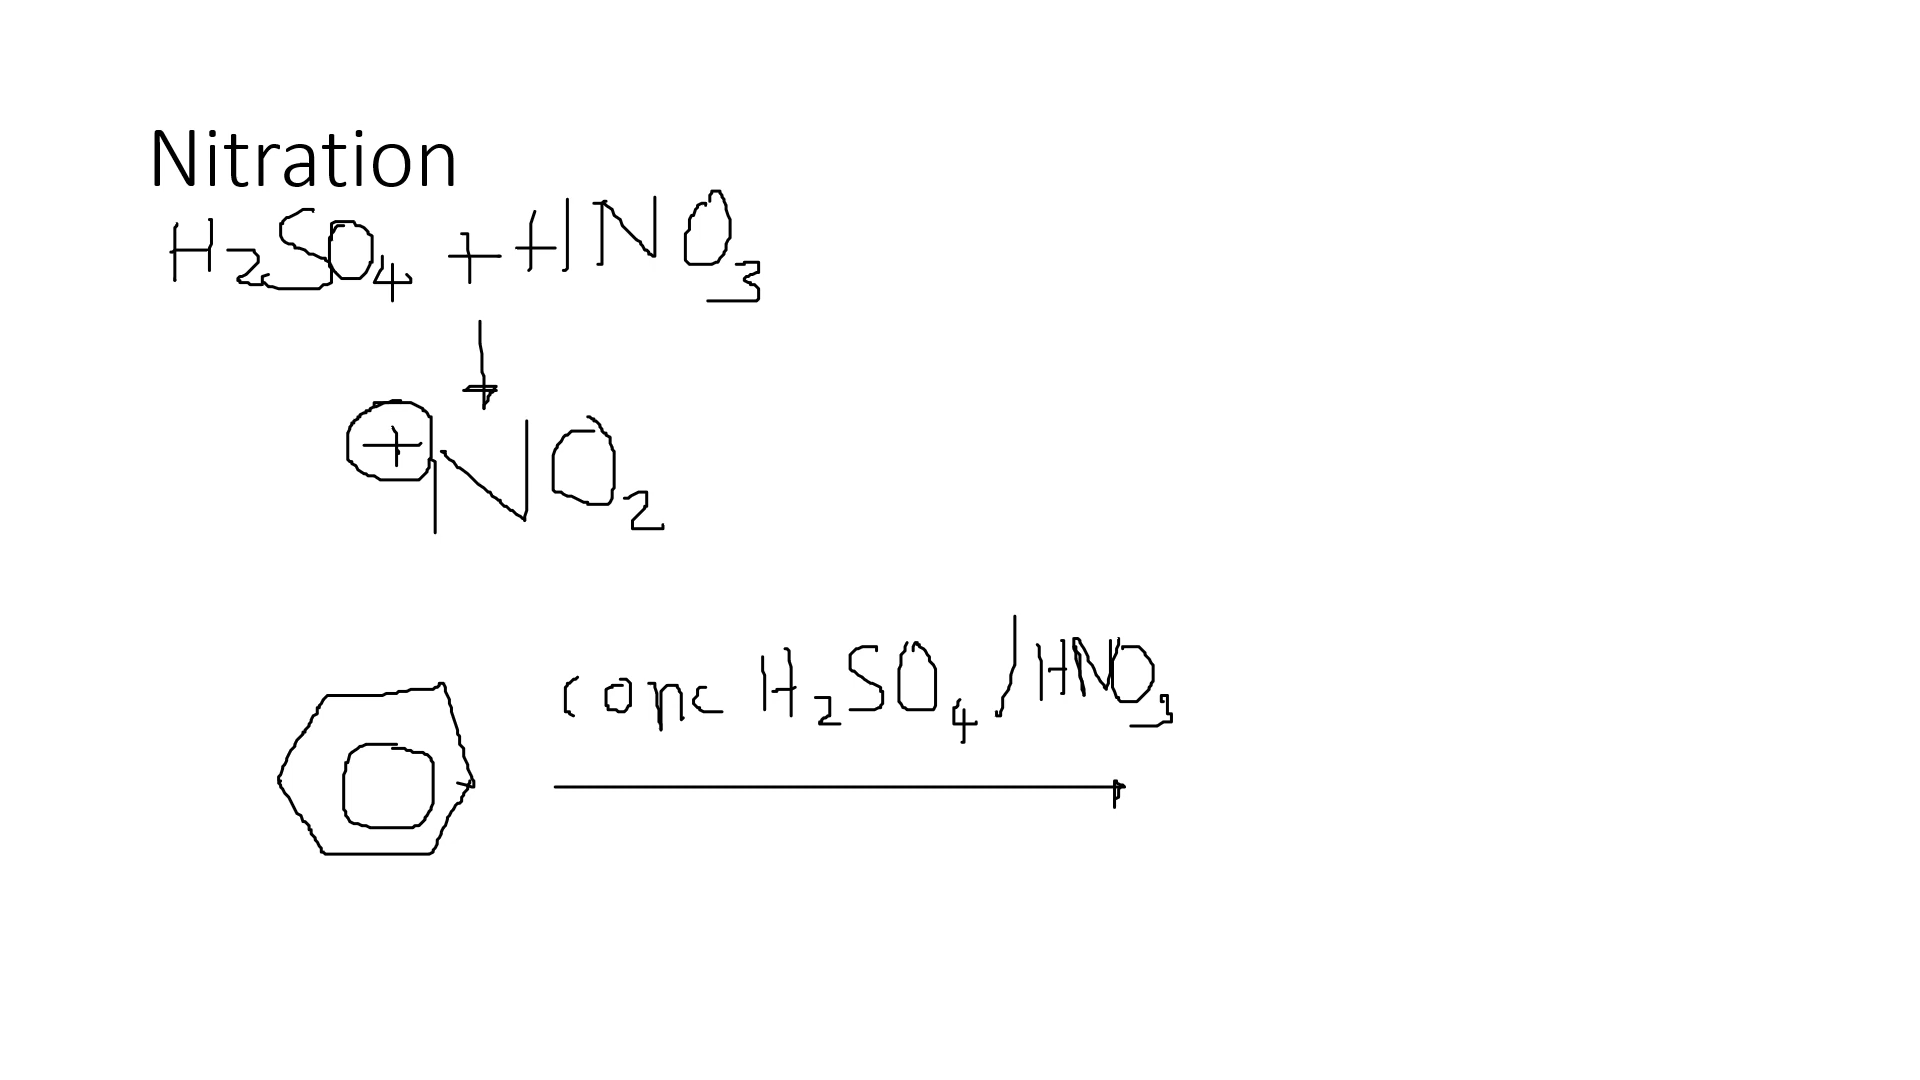 Nitration
H₂SO₄ + HNO₃
⊕NO₂
conc H₂SO₄/HNO₃